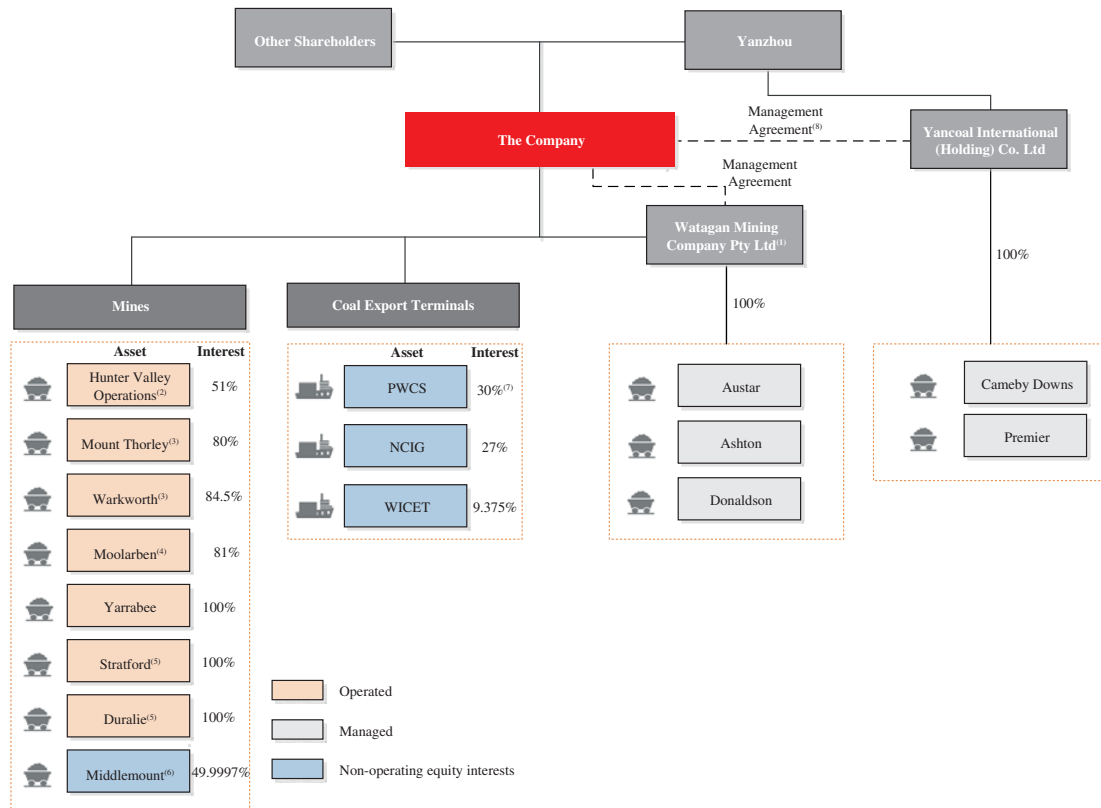 Other Shareholders
Yanzhou
Management
Agreement(8)
The Company
Yancoal International
(Holding) Co. Ltd
Management
Agreement
Watagan Mining
Company Pty Ltd(1)
100%
100%
Mines
Asset Interest
Hunter Valley
Operations(2)
51%
Mount Thorley(3) 80%
Warkworth(3) 84.5%
Moolarben(4) 81%
Yarrabee 100%
Stratford(5) 100%
Duralie(5) 100%
Middlemount(6) 49.9997%
Coal Export Terminals
Asset Interest
PWCS 30%(7)
NCIG 27%
WICET 9.375%
Austar
Ashton
Donaldson
Cameby Downs
Premier
Operated
Managed
Non-operating equity interests